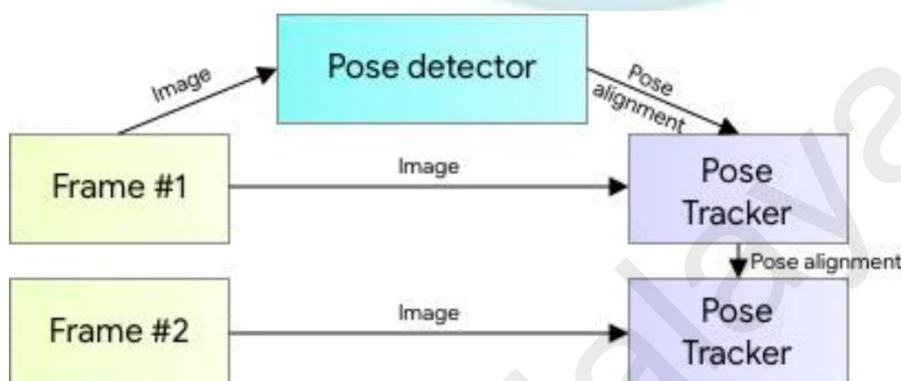 Pose detector
Image
Pose
alignment
Frame #1
Image
Pose
Tracker
Pose alignment
Frame #2
Image
Pose
Tracker